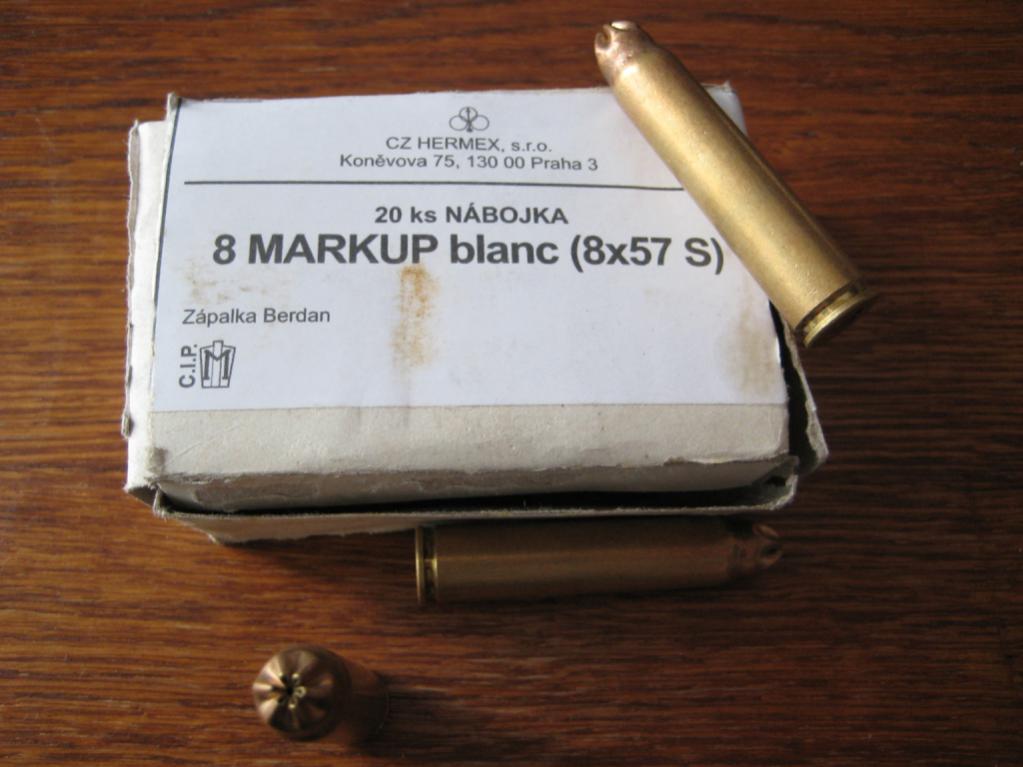 CZ HERMEX, s.r.o.
Koněvova 75, 130 00 Praha 3
20 ks NÁBOJKA
8 MARKUP blanc (8x57 S)
Zápalka Berdan
C.I.P.